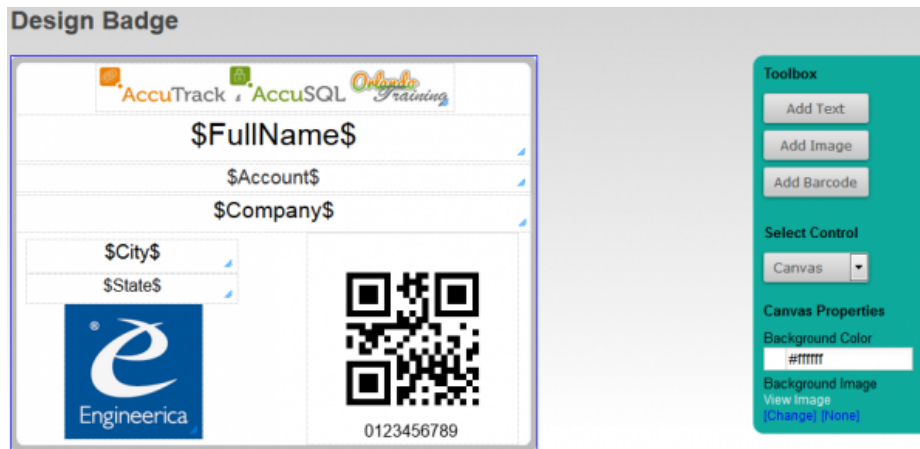 Design Badge
AccuTrack & AccuSQL Orlando Training
$FullName$
$Account$
$Company$
$City$
$State$
® Engineerica
0123456789
Toolbox
Add Text
Add Image
Add Barcode
Select Control
Canvas
Canvas Properties
Background Color
#ffffff
Background Image
View Image
[Change] [None]